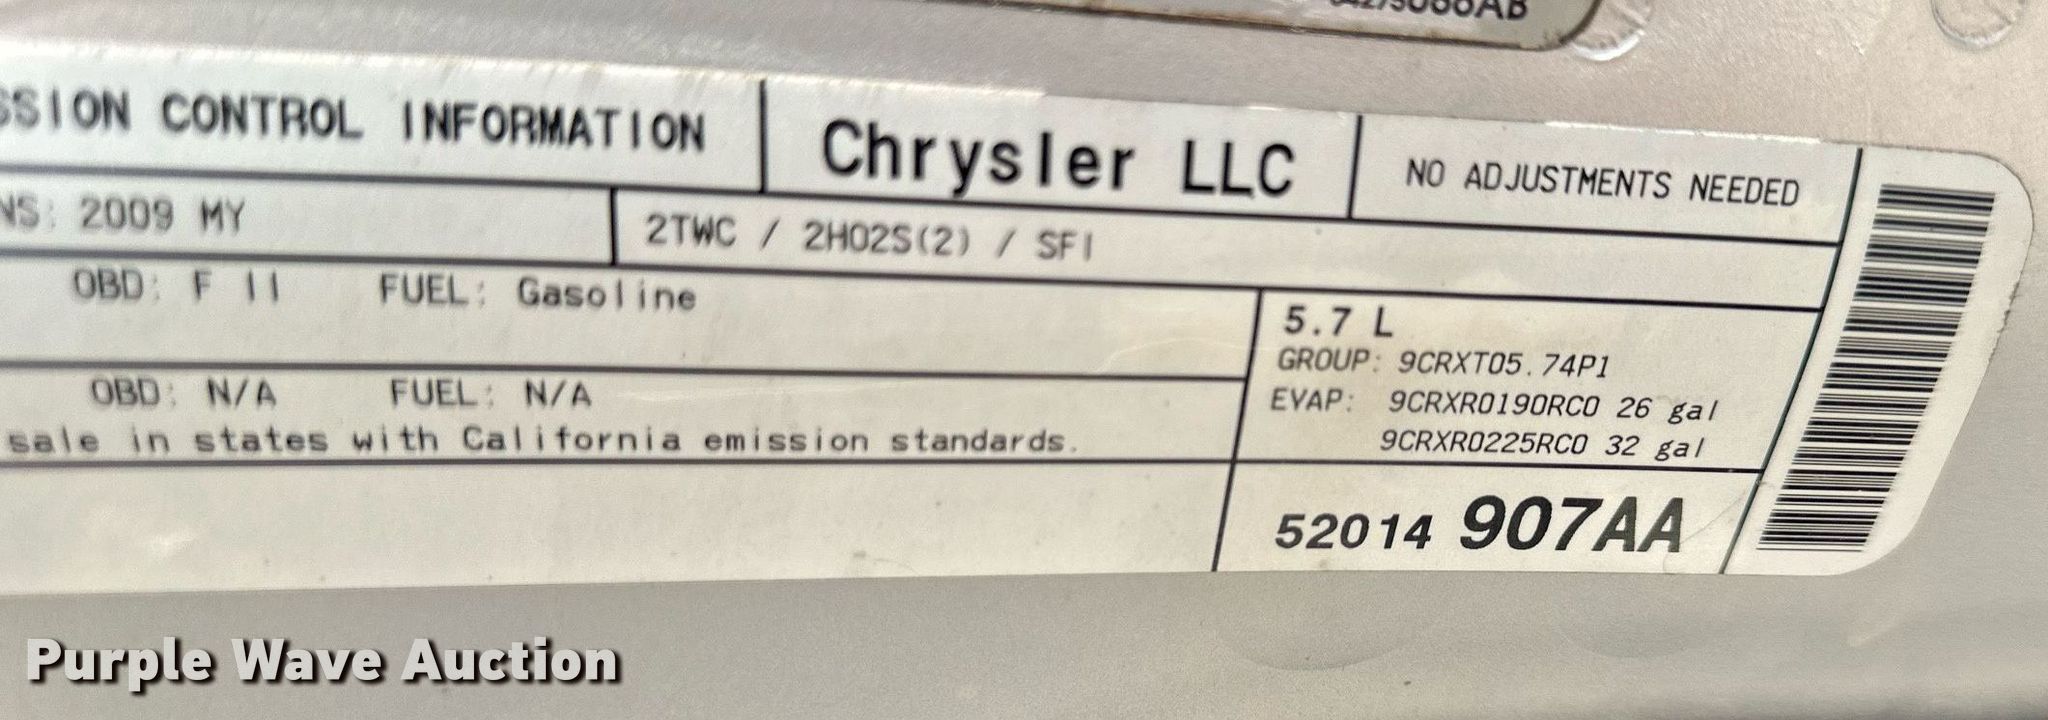 SSION CONTROL INFORMATION
Chrysler LLC
NO ADJUSTMENTS NEEDED
NS: 2009 MY
2TWC / 2HO2S(2) / SFI
OBD: F II FUEL: Gasoline
5.7 L
GROUP: 9CRXT05.74P1
OBD: N/A FUEL: N/A
EVAP: 9CRXR0190RC0 26 gal
9CRXR0225RC0 32 gal
sale in states with California emission standards.
52014 907AA
Purple Wave Auction